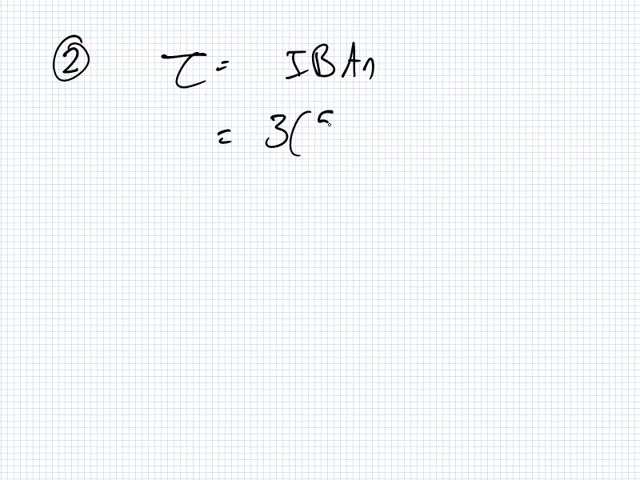 ② τ = IBAn
= 3(